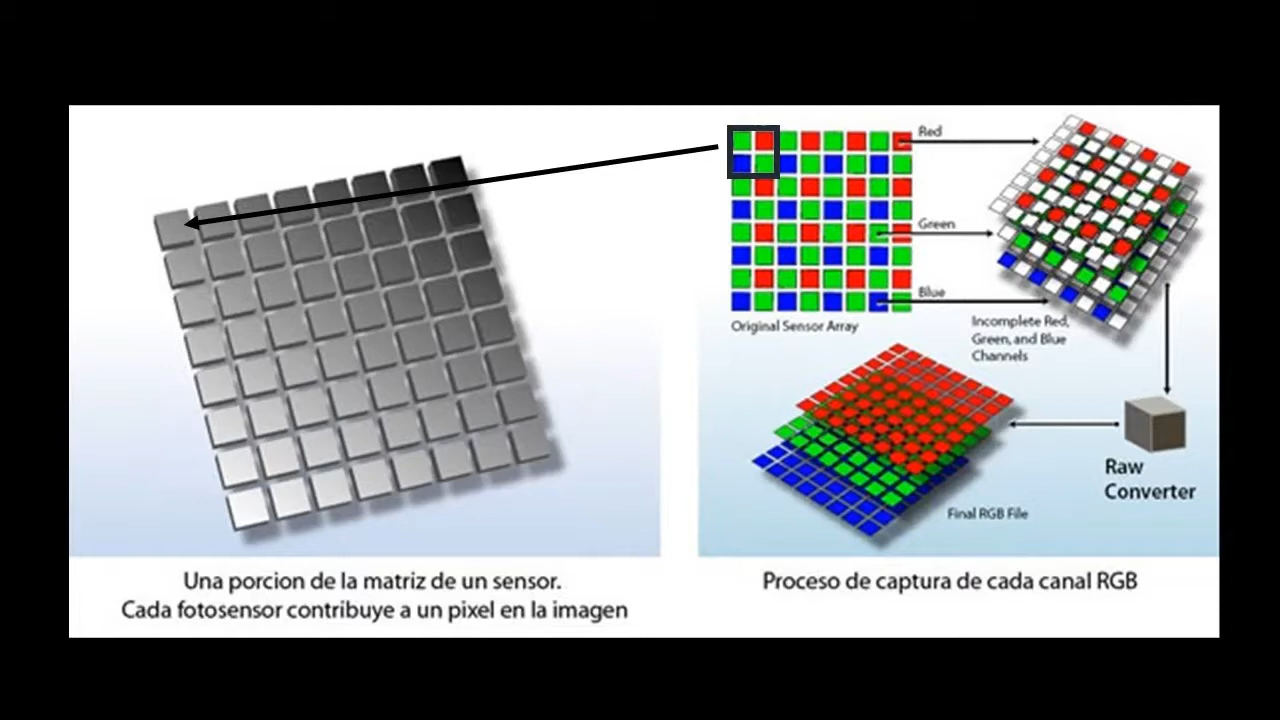 Red
Green
Blue
Original Sensor Array
Incomplete Red,
Green, and Blue
Channels
Raw
Converter
Final RGB File
Una porcion de la matriz de un sensor.
Cada fotosensor contribuye a un pixel en la imagen
Proceso de captura de cada canal RGB